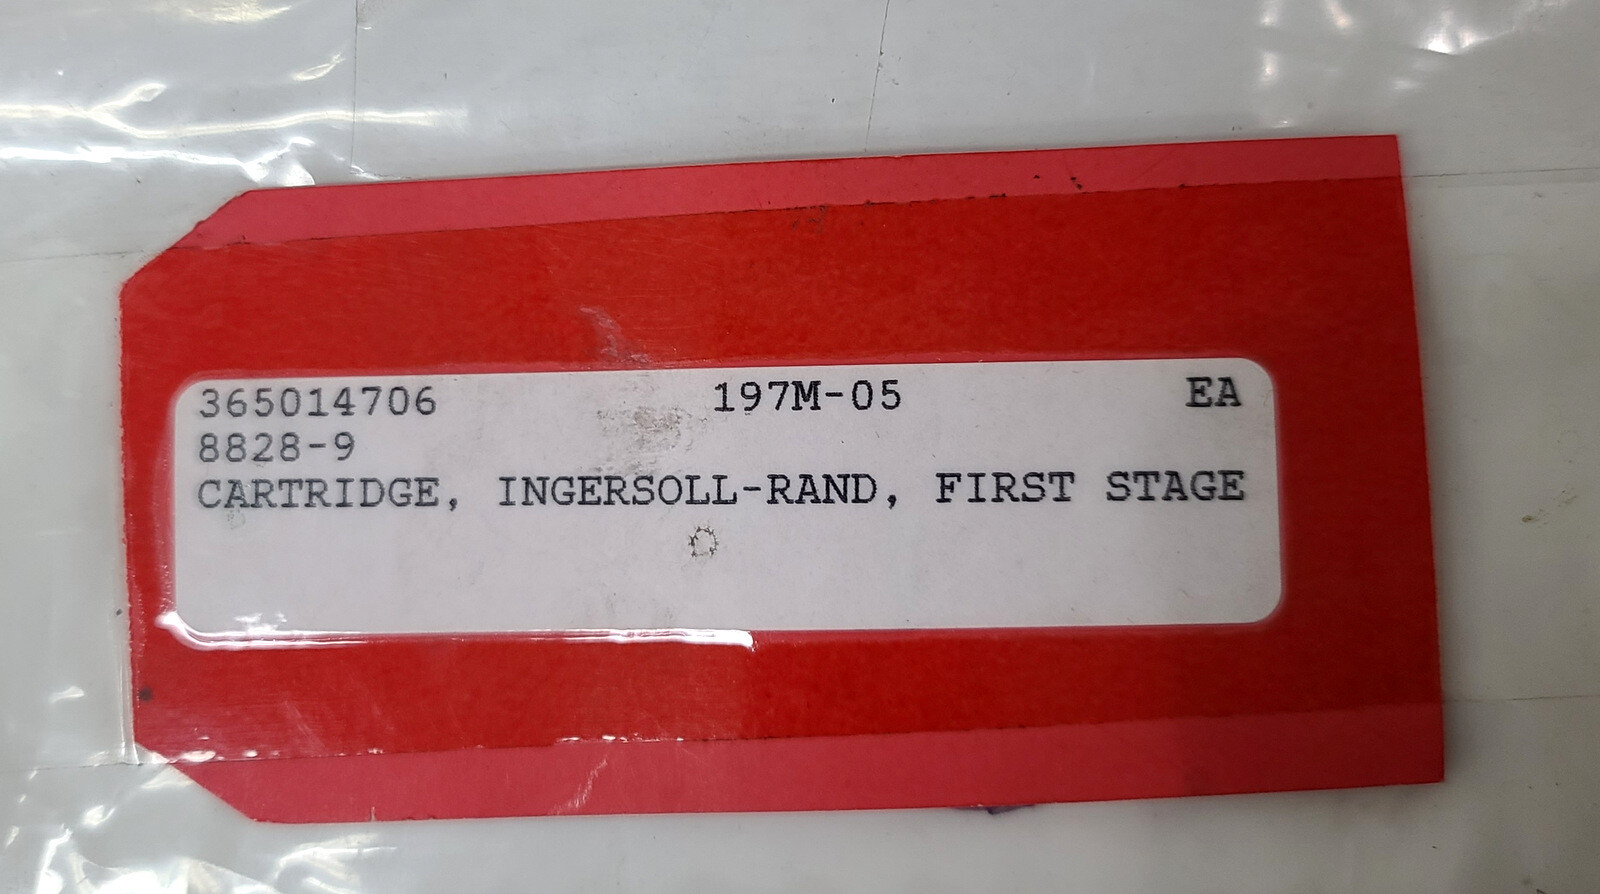 365014706 197M-05 EA
8828-9
CARTRIDGE, INGERSOLL-RAND, FIRST STAGE